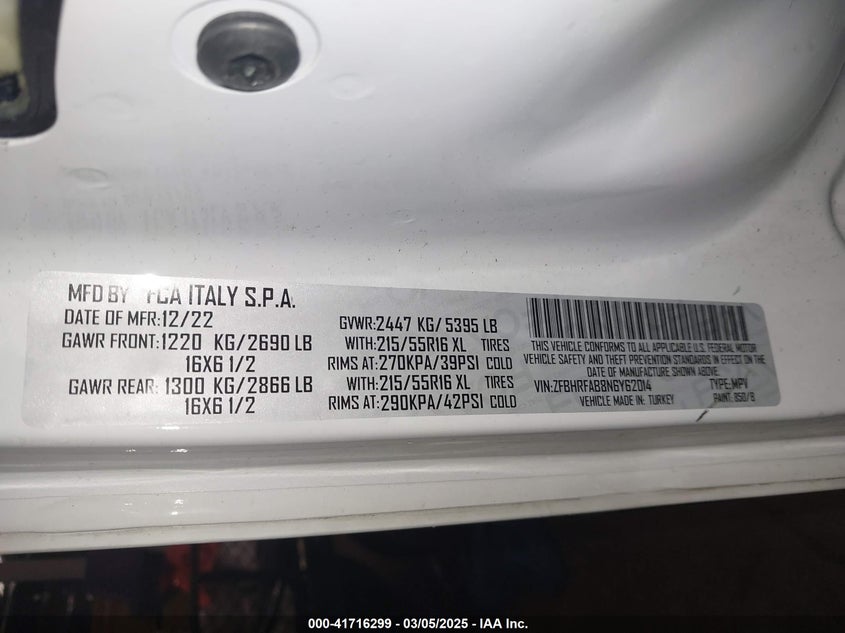 MFD BY FCA ITALY S.P.A.
DATE OF MFR:12/22 GVWR:2447 KG/5395 LB
GAWR FRONT:1220 KG/2690 LB WITH:215/55R16 XL TIRES
16X6 1/2 RIMS AT:270KPA/39PSI COLD
GAWR REAR:1300 KG/2866 LB WITH:215/55R16 XL TIRES
16X6 1/2 RIMS AT:290KPA/42PSI COLD
THIS VEHICLE CONFORMS TO ALL APPLICABLE U.S. FEDERAL MOTOR
VEHICLE SAFETY AND THEFT PREVENTION STANDARDS IN EFFECT ON THE
DATE OF MANUFACTURE SHOWN ABOVE.
VIN:ZFBHRFAB8N6Y62014 TYPE:MPV
VEHICLE MADE IN: TURKEY PAINT: 850/B
000-41716299 - 03/05/2025 - IAA Inc.